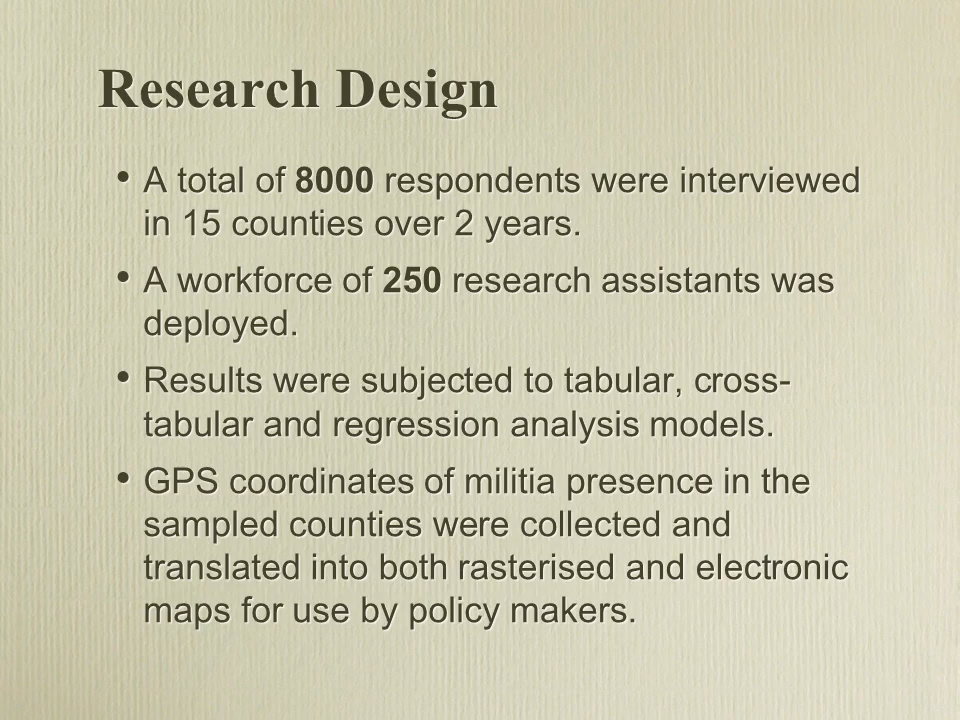 Research Design
• A total of 8000 respondents were interviewed
in 15 counties over 2 years.
• A workforce of 250 research assistants was
deployed.
• Results were subjected to tabular, cross-
tabular and regression analysis models.
• GPS coordinates of militia presence in the
sampled counties were collected and
translated into both rasterised and electronic
maps for use by policy makers.